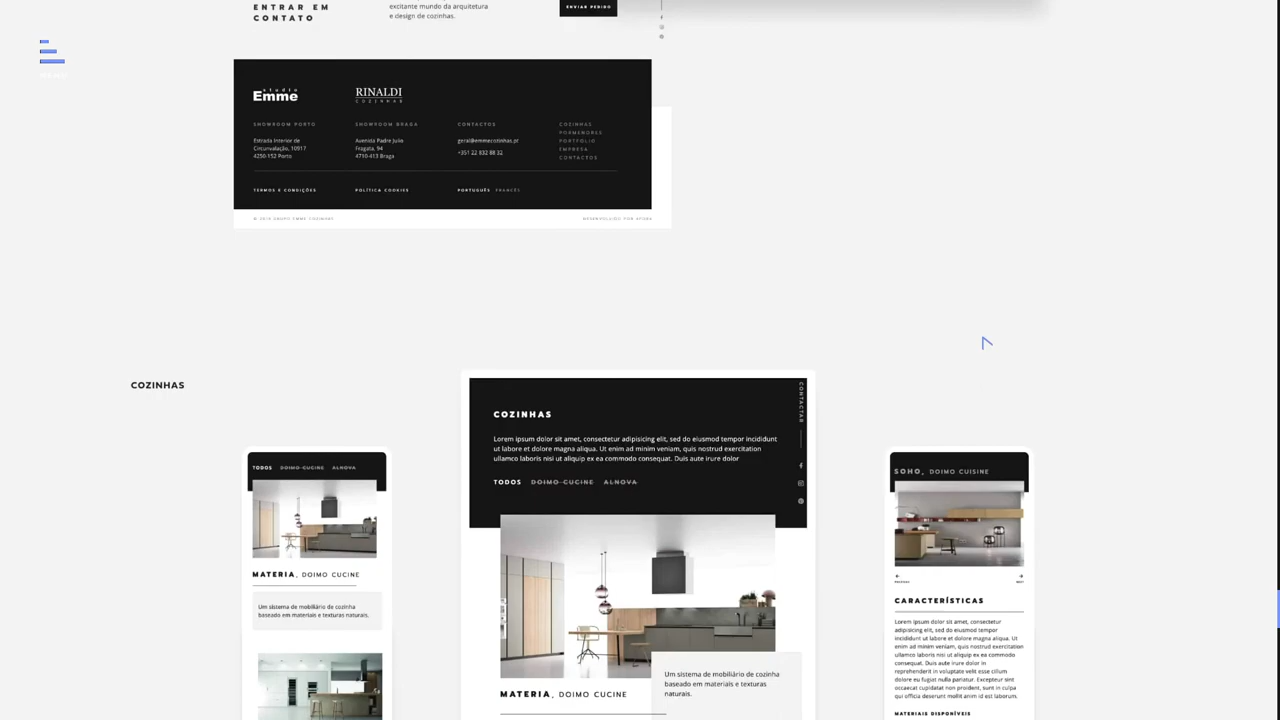 ENTRAR EM
CONTATO
excitante mundo da arquitetura
e design de cozinhas.
ENVIAR PEDIDO
MENU
studio
Emme
RINALDI
COZINHAS
SHOWROOM PORTO
Estrada Interior de
Circunvalação, 10917
4250-152 Porto
SHOWROOM BRAGA
Avenida Padre Julio
Fragata, 94
4710-413 Braga
CONTACTOS
geral@emmecozinhas.pt
+351 22 832 88 32
COZINHAS
PORMENORES
PORTFOLIO
EMPRESA
CONTACTOS
TERMOS E CONDIÇÕES
POLÍTICA COOKIES
PORTUGUÊS FRANCÊS
© 2019 GRUPO EMME COZINHAS
COZINHAS
TODOS DOIMO CUCINE ALNOVA
MATERIA, DOIMO CUCINE
Um sistema de mobiliário de cozinha
baseado em materiais e texturas naturais.
COZINHAS
Lorem ipsum dolor sit amet, consectetur adipisicing elit, sed do eiusmod tempor incididunt
ut labore et dolore magna aliqua. Ut enim ad minim veniam, quis nostrud exercitation
ullamco laboris nisi ut aliquip ex ea commodo consequat. Duis aute irure dolor
TODOS DOIMO CUCINE ALNOVA
CONTACTAR
Um sistema de mobiliário de cozinha
baseado em materiais e texturas
naturais.
MATERIA, DOIMO CUCINE
SOHO, DOIMO CUISINE
CARACTERÍSTICAS
Lorem ipsum dolor sit amet, consectetur
adipisicing elit, sed do eiusmod tempor
incididunt ut labore et dolore magna
aliqua. Ut enim ad minim veniam, quis
nostrud exercitation ullamco laboris nisi
ut aliquip ex ea commodo
consequat. Duis aute irure dolor in
reprehenderit in voluptate velit esse cillum
dolore eu fugiat nulla pariatur. Excepteur sint
occaecat cupidatat non proident, sunt in culpa
qui officia deserunt mollit anim id est laborum.
MATERIAIS DISPONÍVEIS